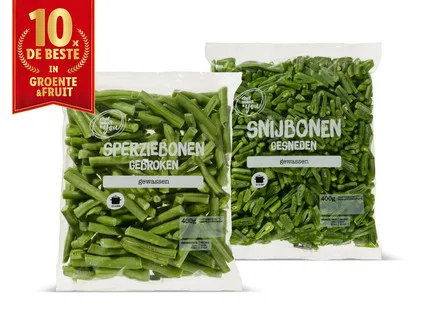 10x
DE BESTE
IN
GROENTE
&FRUIT
SPERZIEBONEN
GEBROKEN
gewassen
400g
SNIJBONEN
GESNEDEN
gewassen
400g